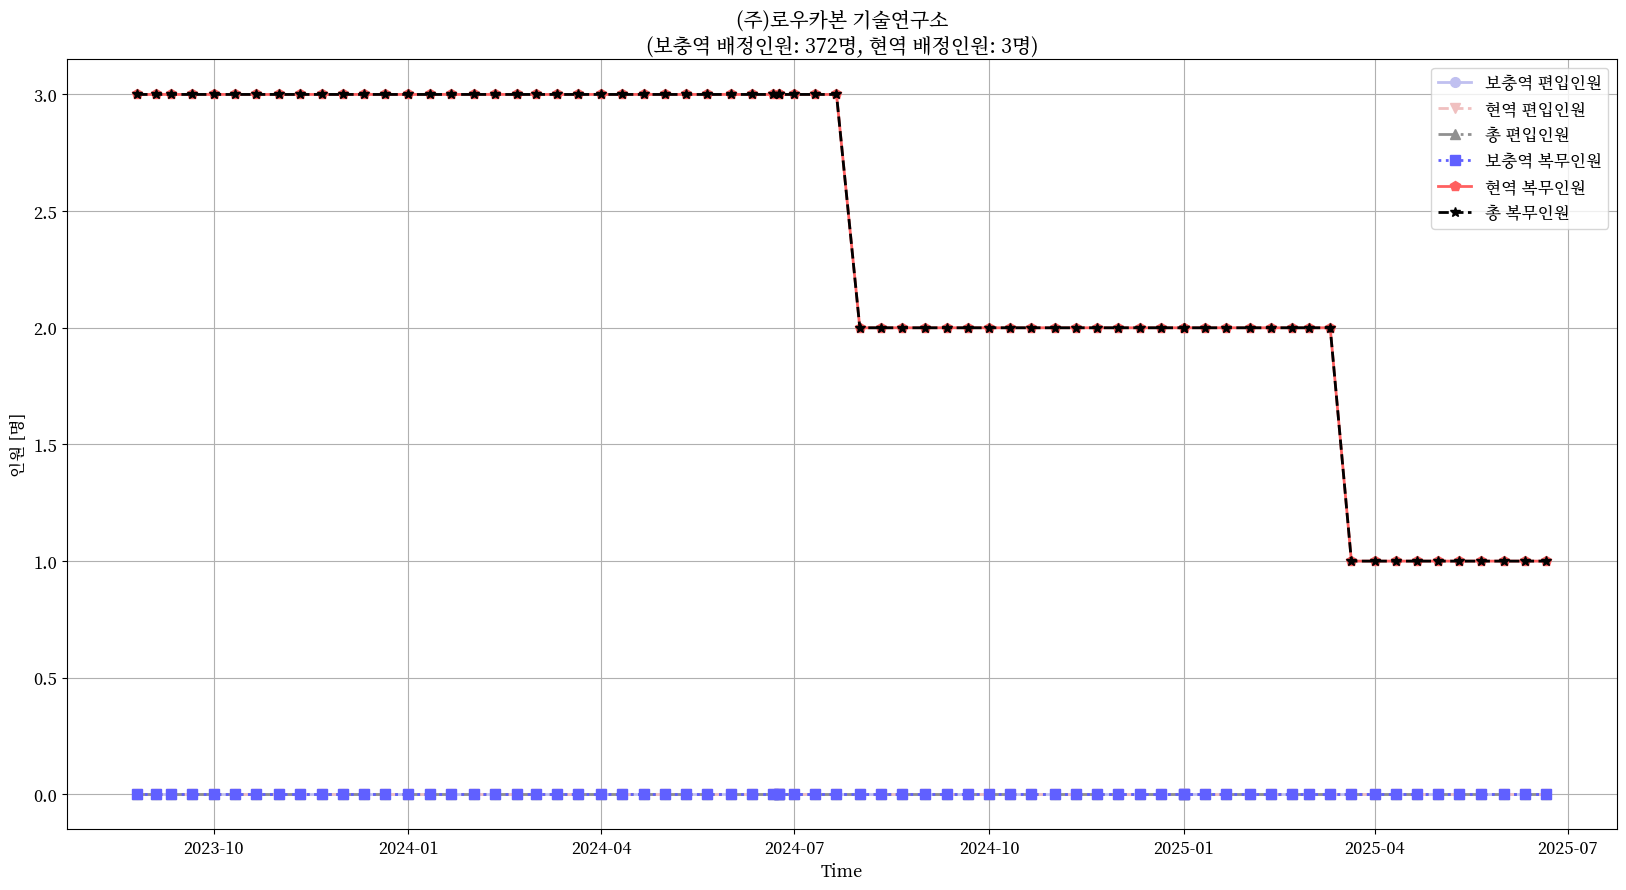 (주)로우카본 기술연구소
(보충역 배정인원: 372명, 현역 배정인원: 3명)
보충역 편입인원
현역 편입인원
총 편입인원
보충역 복무인원
현역 복무인원
총 복무인원
인원 [명]
3.0
2.5
2.0
1.5
1.0
0.5
0.0
2023-10
2024-01
2024-04
2024-07
2024-10
2025-01
2025-04
2025-07
Time